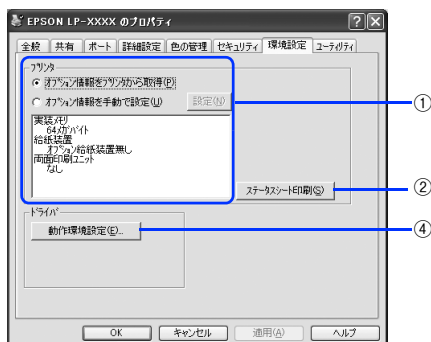 EPSON LP-XXXX のプロパティ
全般 共有 ポート 詳細設定 色の管理 セキュリティ 環境設定 ユーティリティ
プリンタ
オプション情報をプリンタから取得(P)
オプション情報を手動で設定(U) 設定(N)
①
実装メモリ
64メガバイト
給紙装置
オプション給紙装置無し
両面印刷ユニット
なし
ステータスシート印刷(S)
②
ドライバ
動作環境設定(E)...
④
OK キャンセル 適用(A) ヘルプ